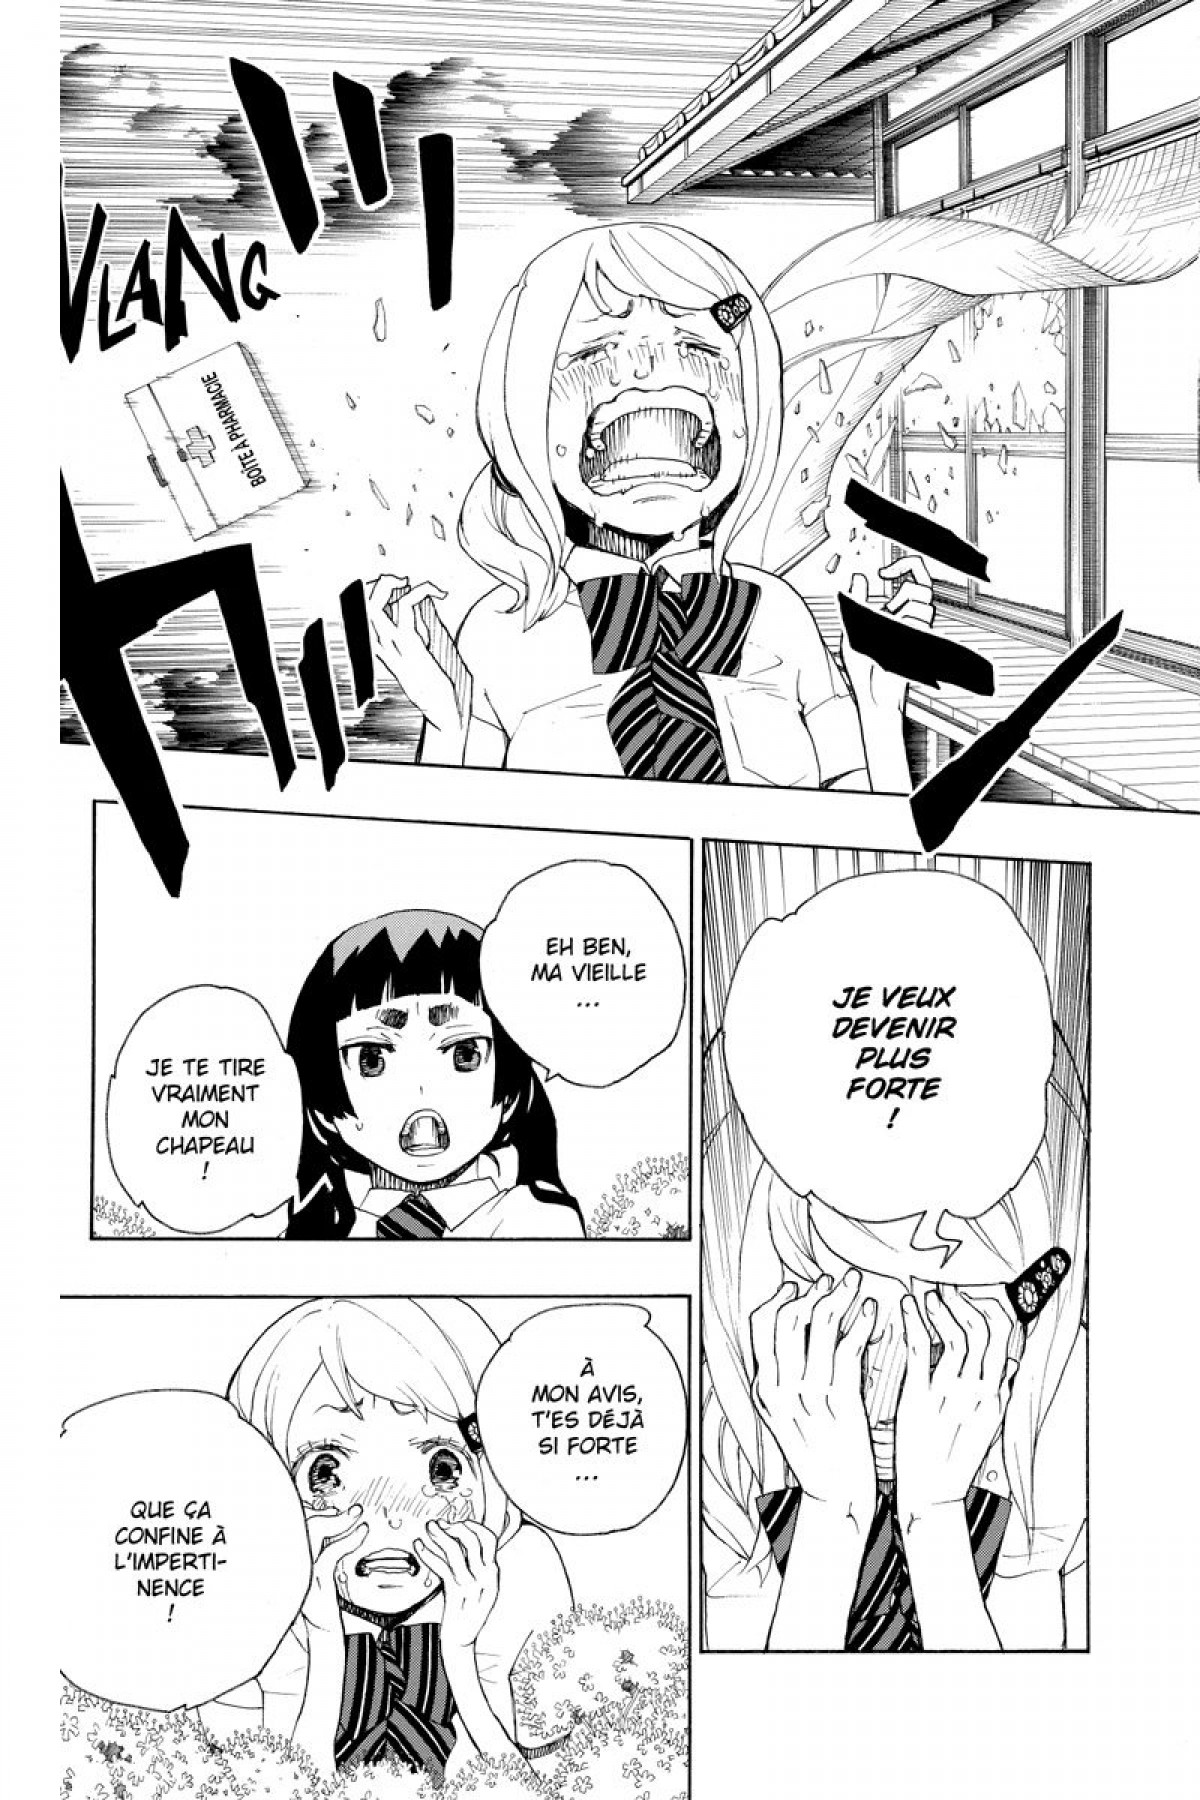 VLANG
BOITE À PHARMACIE
JE VEUX
DEVENIR
PLUS
FORTE
!
EH BEN,
MA VIEILLE
...
JE TE TIRE
VRAIMENT
MON
CHAPEAU
!
À
MON AVIS,
T'ES DÉJÀ
SI FORTE
...
QUE ÇA
CONFINE À
L'IMPERTI-
NENCE
!